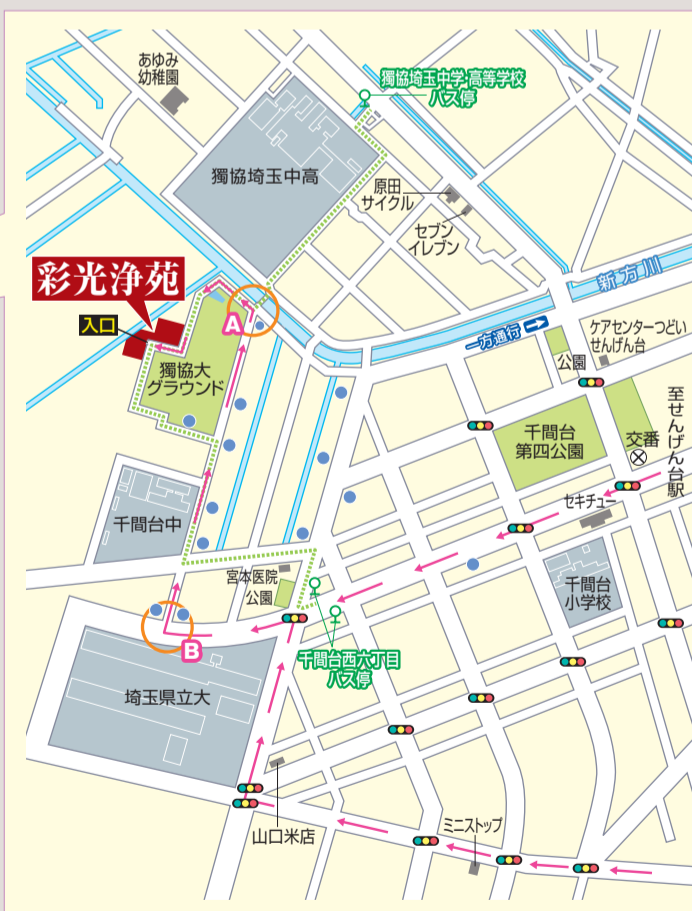 あゆみ
幼稚園
獨協埼玉中学・高等学校
バス停
獨協埼玉中高
原田
サイクル
セブン
イレブン
彩光浄苑
入口
A
新方川
一方通行
ケアセンターつどい
せんげん台
公園
獨協大
グラウンド
千間台
第四公園
交番
至せんげん台駅
セキチュー
千間台中
宮本医院
公園
千間台
小学校
B
千間台西六丁目
バス停
埼玉県立大
山口米店
ミニストップ